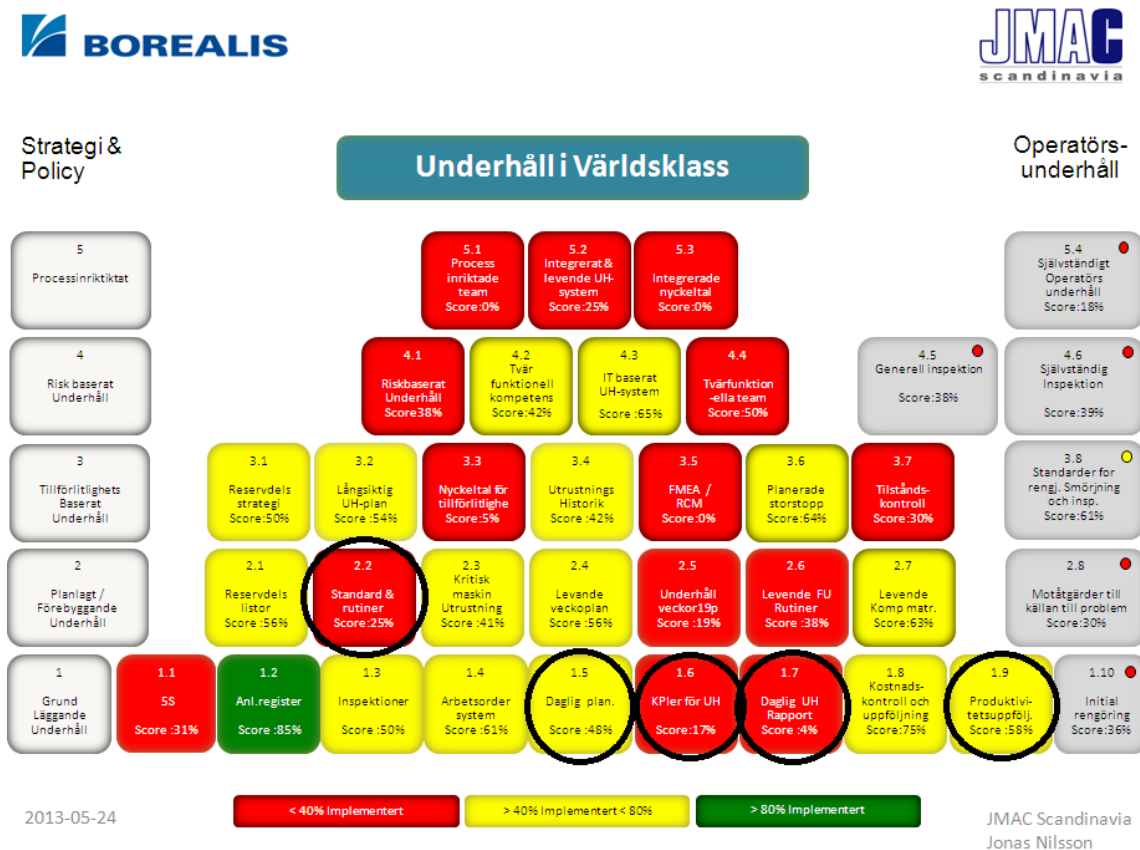 BOREALIS
JMAC
scandinavia
Strategi &
Policy
Underhåll i Världsklass
Operatörs-
underhåll
5
Processinriktiktat
5.1
Process
inriktade
team
Score:0%
5.2
Integrerat &
levende UH-
system
Score:25%
5.3
Integrerade
nyckeltal
Score:0%
5.4
Självständigt
Operatörs
underhåll
Score:18%
4
Risk baserat
Underhåll
4.1
Riskbaserat
Underhåll
Score38%
4.2
Tvär
funktionell
kompetens
Score:42%
4.3
IT baserat
UH-system
Score :65%
4.4
Tvärfunktion
-ella team
Score:50%
4.5
Generell inspektion
Score:38%
4.6
Självständig
Inspektion
Score:39%
3
Tillförlitlighets
Baserat
Underhåll
3.1
Reservdels
strategi
Score:50%
3.2
Långsiktig
UH-plan
Score :54%
3.3
Nyckeltal för
tillförlitlighe
Score:5%
3.4
Utrustnings
Historik
Score :42%
3.5
FMEA /
RCM
Score:0%
3.6
Planerade
storstopp
Score:64%
3.7
Tilstånds-
kontroll
Score:30%
3.8
Standarder for
rengj. Smörjning
och insp.
Score:61%
2
Planlagt /
Förebyggande
Underhåll
2.1
Reservdels
listor
Score :56%
2.2
Standard &
rutiner
Score:25%
2.3
Kritisk
maskin
Utrustning
Score :41%
2.4
Levande
veckoplan
Score :56%
2.5
Underhåll
veckor19p
Score :19%
2.6
Levende FU
Rutiner
Score :38%
2.7
Levende
Komp matr.
Score:63%
2.8
Motåtgärder till
källan till problem
Score:30%
1
Grund
Läggande
Underhåll
1.1
5S
Score :31%
1.2
Anl.register
Score :85%
1.3
Inspektioner
Score :50%
1.4
Arbetsorder
system
Score :61%
1.5
Daglig plan.
Score :48%
1.6
KPIer för UH
Score:17%
1.7
Daglig UH
Rapport
Score :4%
1.8
Kostnads-
kontroll och
uppföljning
Score:75%
1.9
Produktivi-
tetsuppfölj.
Score :58%
1.10
Initial
rengöring
Score:36%
< 40% Implementert
> 40% Implementert < 80%
> 80% Implementert
2013-05-24
JMAC Scandinavia
Jonas Nilsson